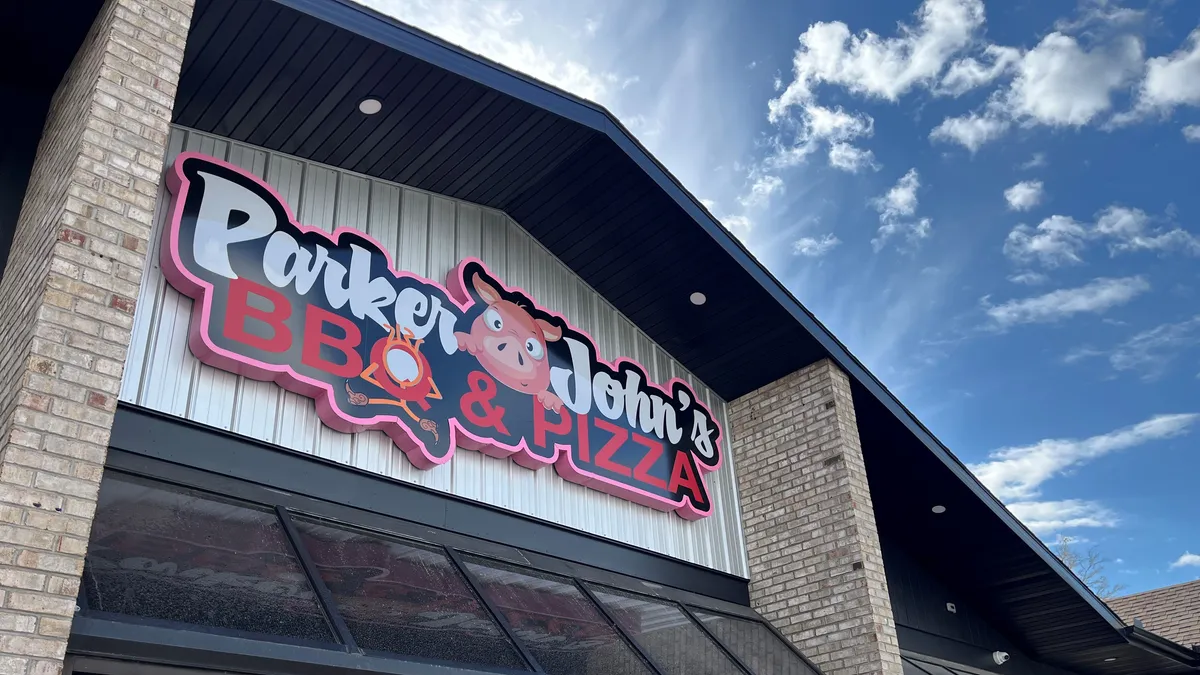 Parker John's
BBQ & PIZZA